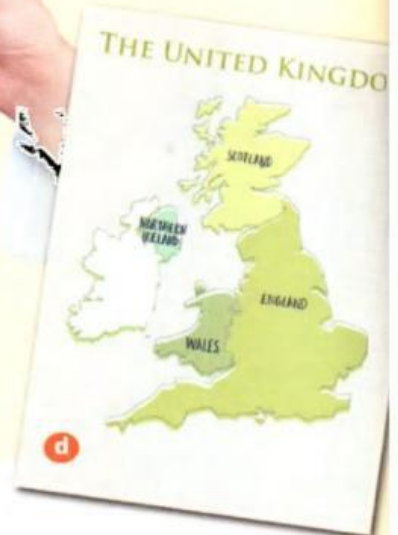 THE UNITED KINGDO
SCOTLAND
NORTHERN
IRELAND
ENGLAND
WALES
d